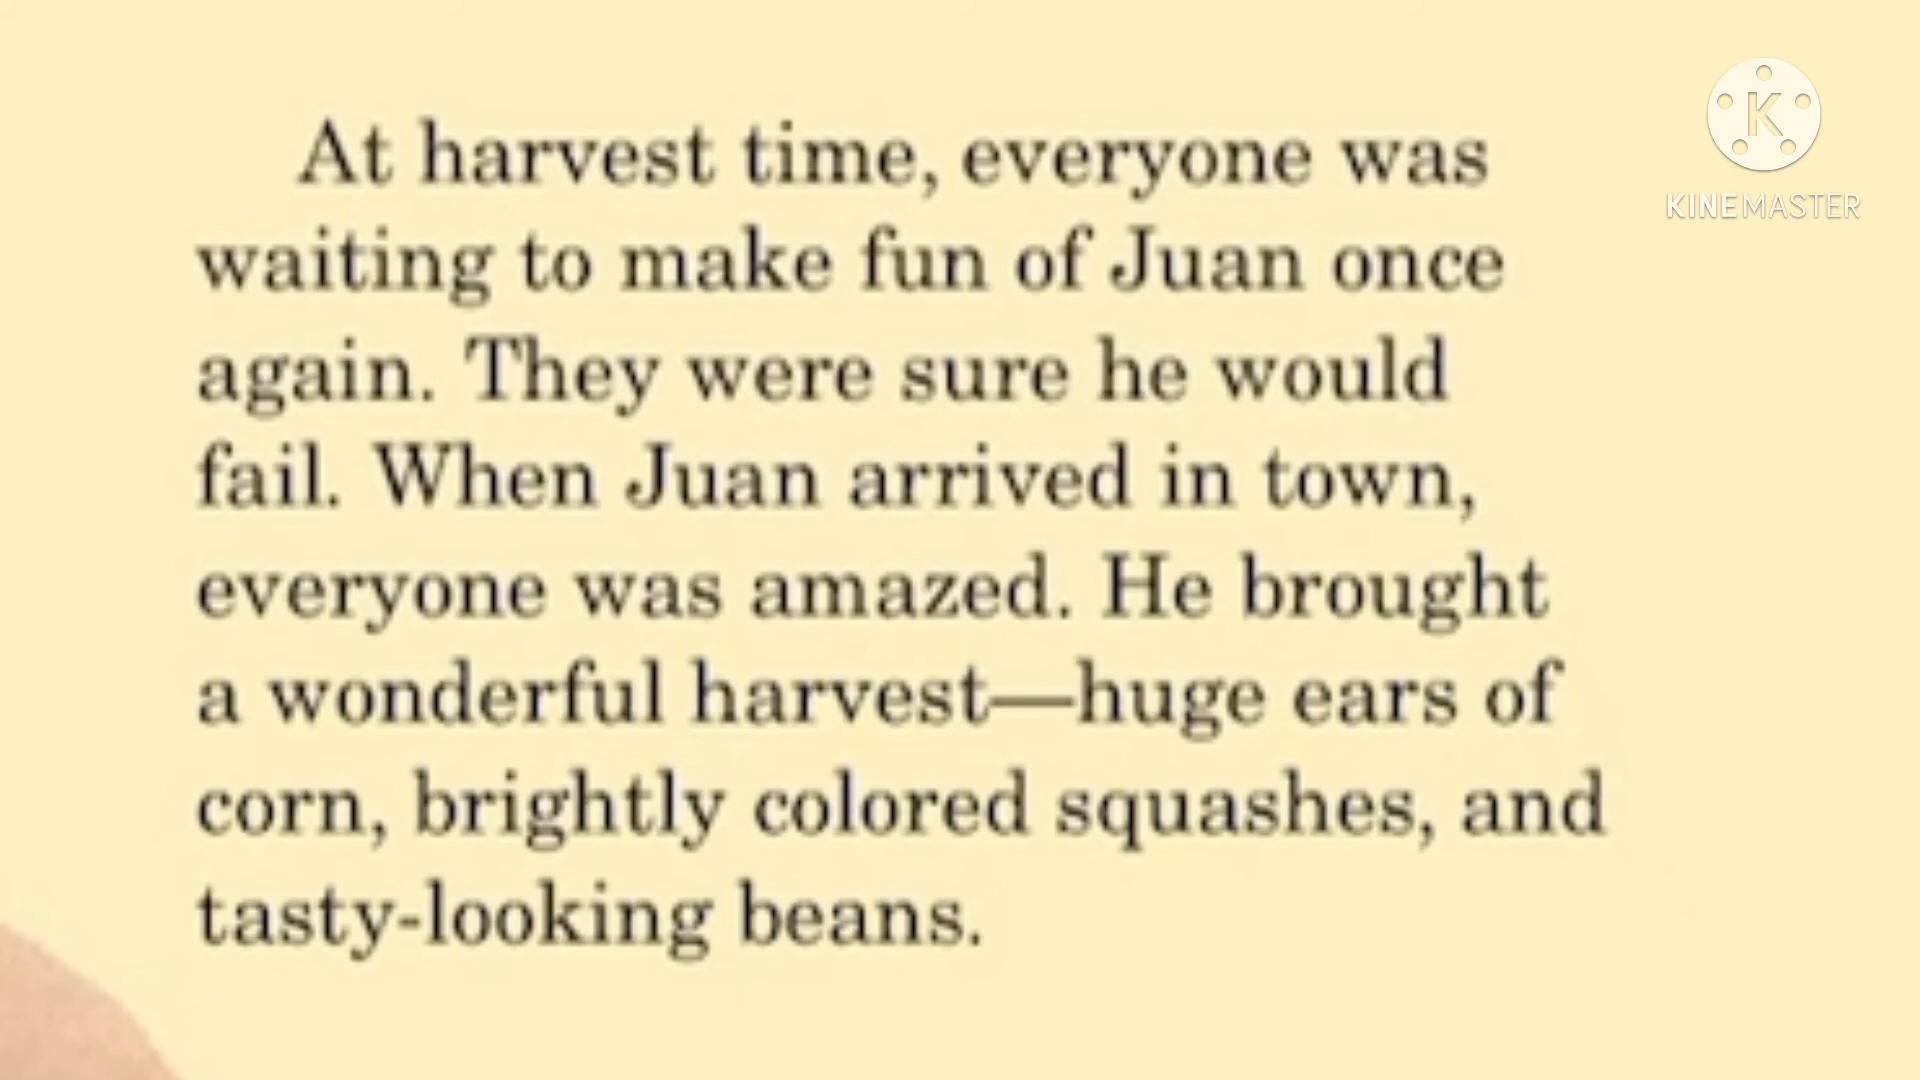 At harvest time, everyone was
waiting to make fun of Juan once
again. They were sure he would
fail. When Juan arrived in town,
everyone was amazed. He brought
a wonderful harvest—huge ears of
corn, brightly colored squashes, and
tasty-looking beans.
K
KINEMASTER